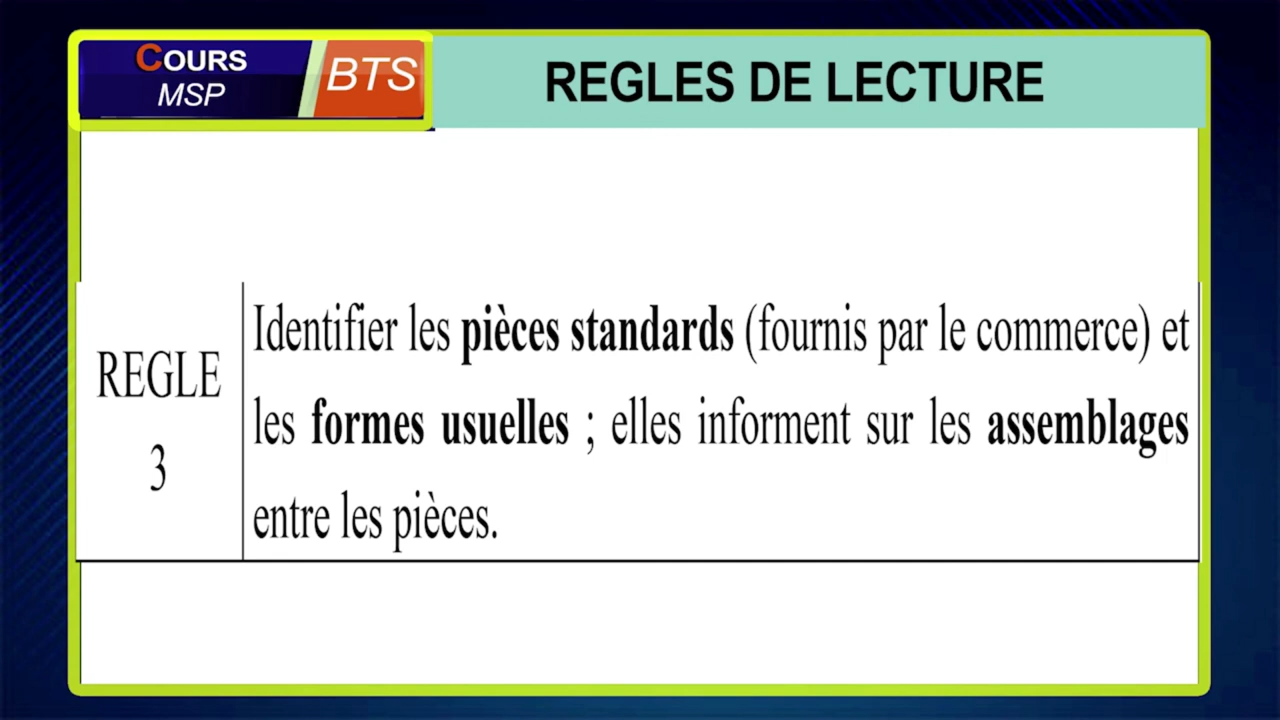 COURS
MSP
BTS
REGLES DE LECTURE
REGLE
3
Identifier les pièces standards (fournis par le commerce) et
les formes usuelles ; elles informent sur les assemblages
entre les pièces.